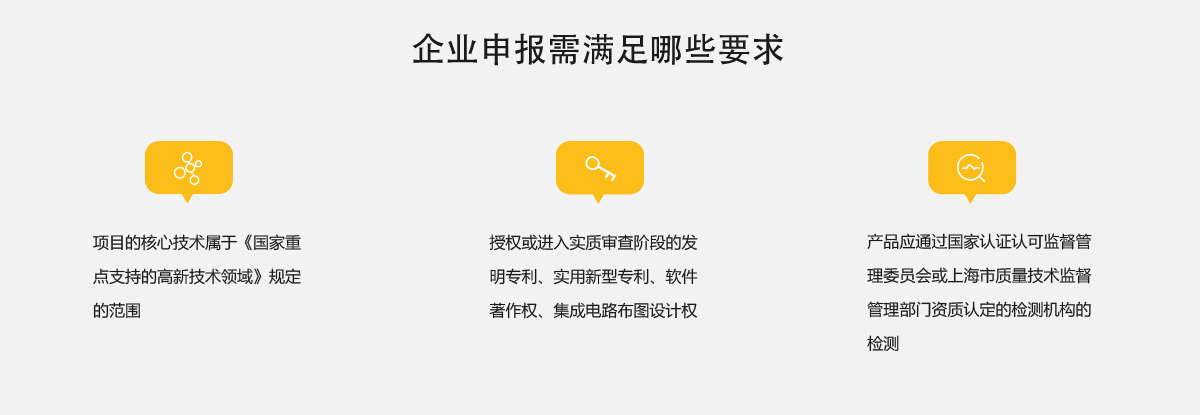 企业申报需满足哪些要求
项目的核心技术属于《国家重
点支持的高新技术领域》规定
的范围
授权或进入实质审查阶段的发
明专利、实用新型专利、软件
著作权、集成电路布图设计权
产品应通过国家认证认可监督管
理委员会或上海市质量技术监督
管理部门资质认定的检测机构的
检测